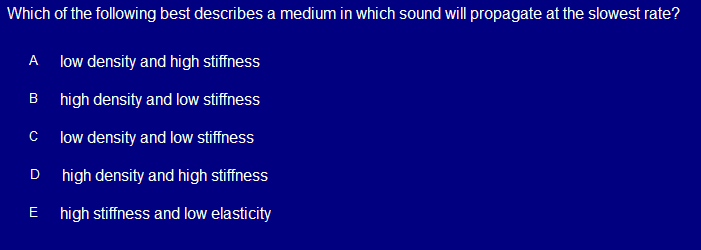 Which of the following best describes a medium in which sound will propagate at the slowest rate?
A low density and high stiffness
B high density and low stiffness
C low density and low stiffness
D high density and high stiffness
E high stiffness and low elasticity